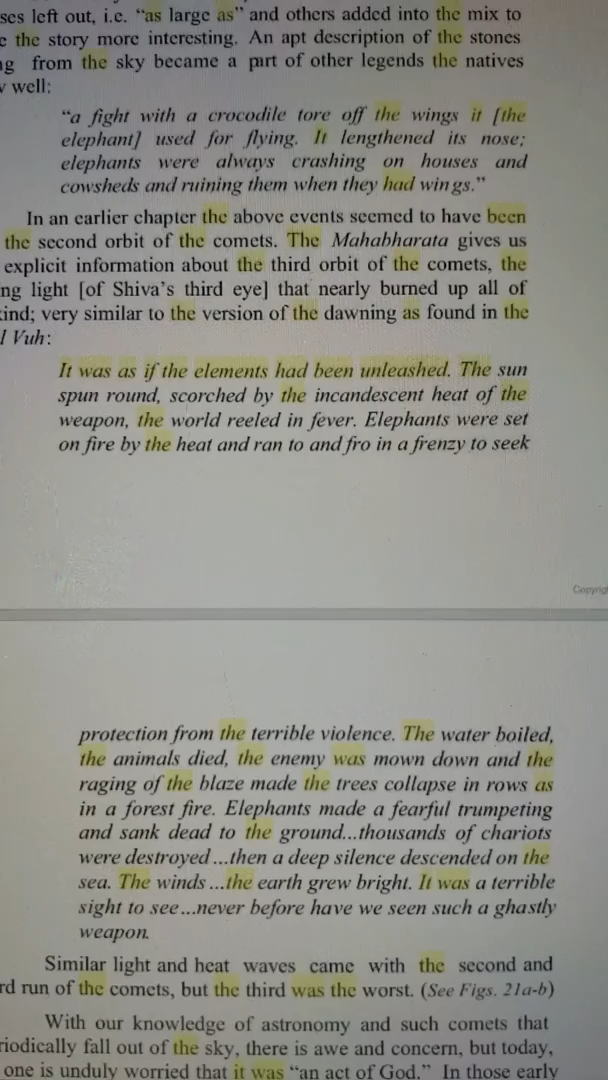 ses left out, i.e. "as large as" and others added into the mix to
e the story more interesting. An apt description of the stones
ng from the sky became a part of other legends the natives
w well:
"a fight with a crocodile tore off the wings it [the
elephant] used for flying. It lengthened its nose;
elephants were always crashing on houses and
cowsheds and ruining them when they had wings."
In an earlier chapter the above events seemed to have been
the second orbit of the comets. The Mahabharata gives us
explicit information about the third orbit of the comets, the
ng light [of Shiva's third eye] that nearly burned up all of
kind; very similar to the version of the dawning as found in the
l Vuh:
It was as if the elements had been unleashed. The sun
spun round, scorched by the incandescent heat of the
weapon, the world reeled in fever. Elephants were set
on fire by the heat and ran to and fro in a frenzy to seek
Copyrig
protection from the terrible violence. The water boiled,
the animals died, the enemy was mown down and the
raging of the blaze made the trees collapse in rows as
in a forest fire. Elephants made a fearful trumpeting
and sank dead to the ground...thousands of chariots
were destroyed...then a deep silence descended on the
sea. The winds...the earth grew bright. It was a terrible
sight to see...never before have we seen such a ghastly
weapon.
Similar light and heat waves came with the second and
rd run of the comets, but the third was the worst. (See Figs. 21a-b)
With our knowledge of astronomy and such comets that
riodically fall out of the sky, there is awe and concern, but today,
one is unduly worried that it was "an act of God." In those early